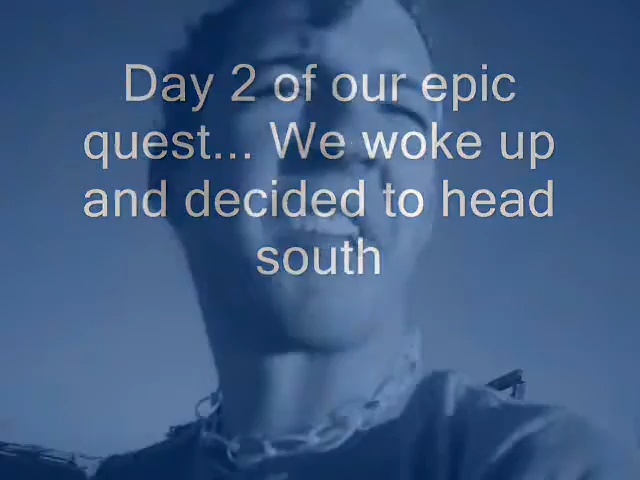 Day 2 of our epic
quest... We woke up
and decided to head
south